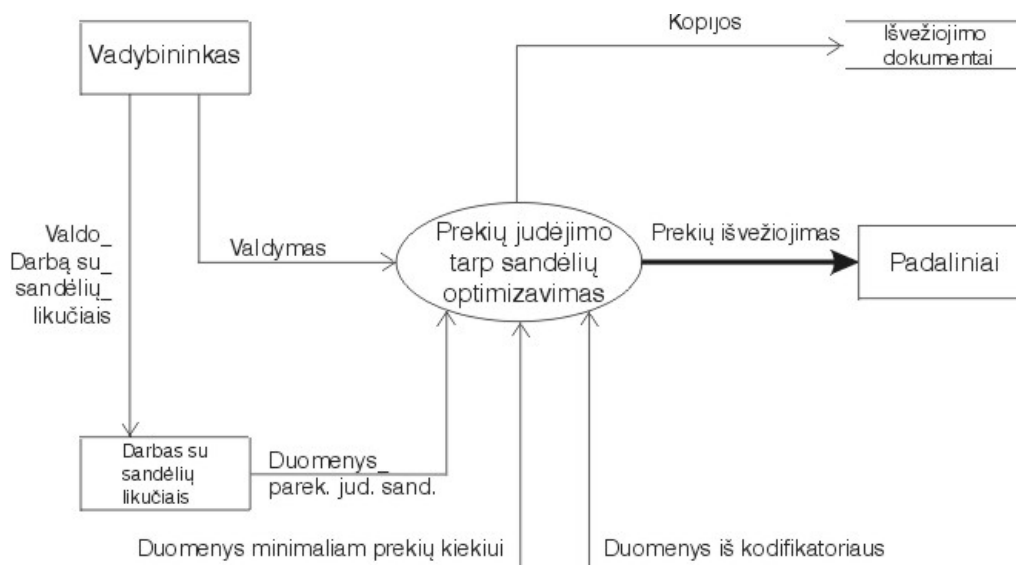 Kopijos
Išvežiojimo
dokumentai
Vadybininkas
Valdo_
Darbą su_
sandėlių_
likučiais
Valdymas
Prekių judėjimo
tarp sandėlių
optimizavimas
Prekių išvežiojimas
Padaliniai
Darbas su
sandėlių
likučiais
Duomenys_
parek. jud. sand.
Duomenys minimaliam prekių kiekiui
Duomenys iš kodifikatoriaus